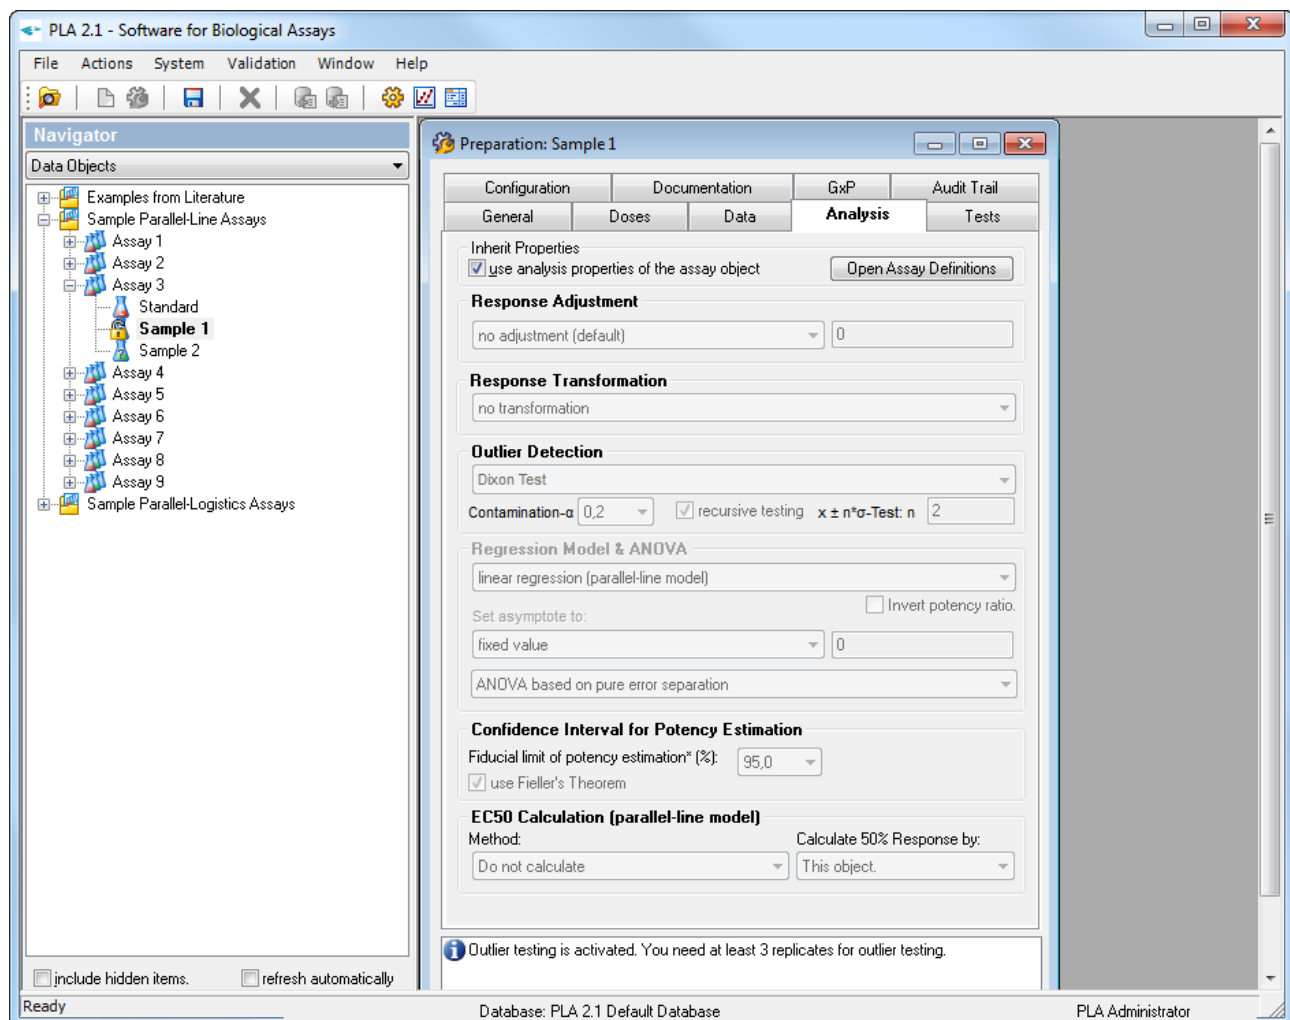 PLA 2.1 - Software for Biological Assays
File Actions System Validation Window Help
Navigator
Data Objects
Examples from Literature
Sample Parallel-Line Assays
Assay 1
Assay 2
Assay 3
Standard
Sample 1
Sample 2
Assay 4
Assay 5
Assay 6
Assay 7
Assay 8
Assay 9
Sample Parallel-Logistics Assays
include hidden items. refresh automatically
Preparation: Sample 1
Configuration Documentation GxP Audit Trail
General Doses Data Analysis Tests
Inherit Properties
use analysis properties of the assay object Open Assay Definitions
Response Adjustment
no adjustment (default) 0
Response Transformation
no transformation
Outlier Detection
Dixon Test
Contamination-α 0,2 recursive testing x ± n*σ-Test: n 2
Regression Model & ANOVA
linear regression (parallel-line model)
Invert potency ratio.
Set asymptote to:
fixed value 0
ANOVA based on pure error separation
Confidence Interval for Potency Estimation
Fiducial limit of potency estimation* (%): 95,0
use Fieller's Theorem
EC50 Calculation (parallel-line model)
Method: Calculate 50% Response by:
Do not calculate This object.
Outlier testing is activated. You need at least 3 replicates for outlier testing.
Ready Database: PLA 2.1 Default Database PLA Administrator